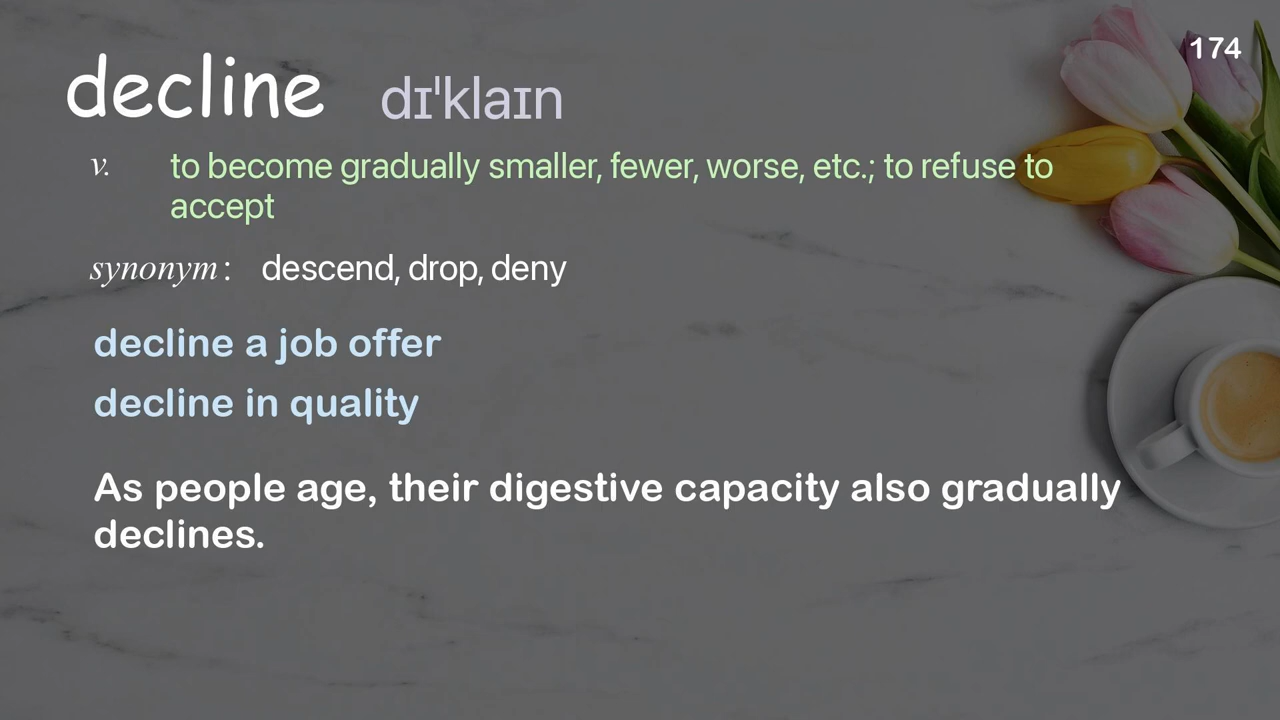 174
decline dɪˈklaɪn
v. to become gradually smaller, fewer, worse, etc.; to refuse to
accept
synonym : descend, drop, deny
decline a job offer
decline in quality
As people age, their digestive capacity also gradually
declines.